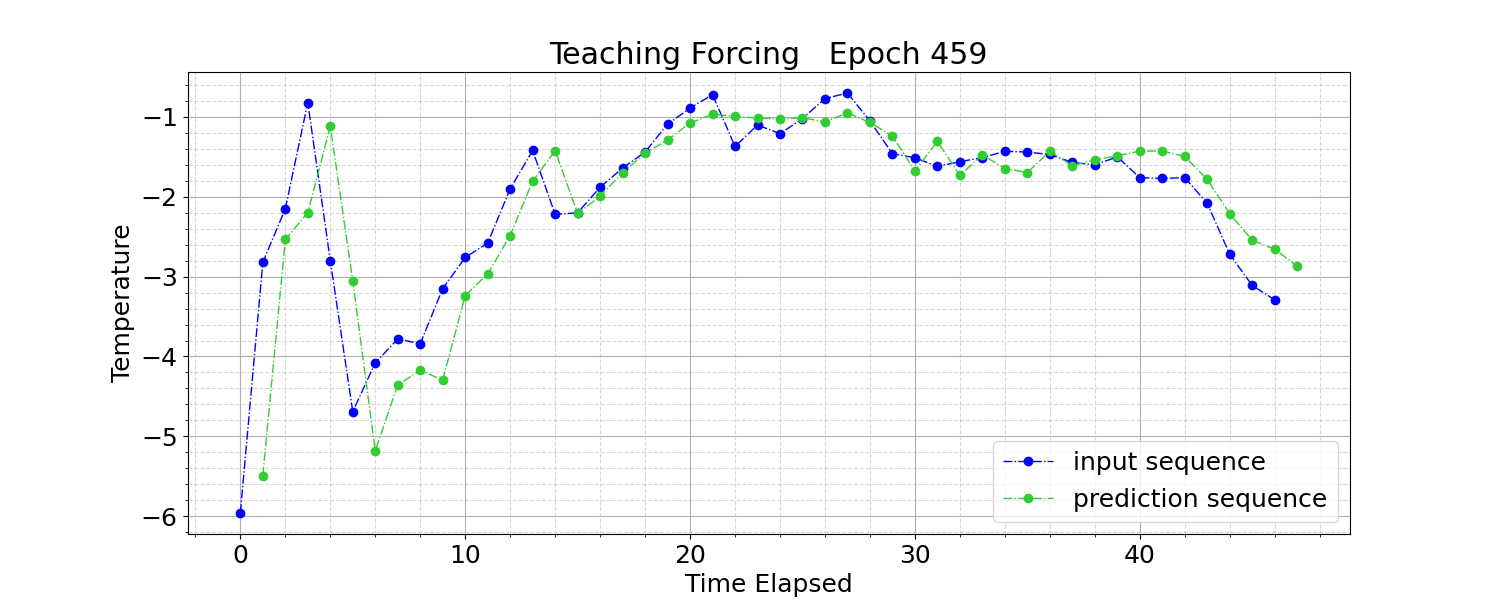 Teaching Forcing   Epoch 459
Temperature
−1
−2
−3
−4
−5
−6
0 10 20 30 40
Time Elapsed
input sequence
prediction sequence